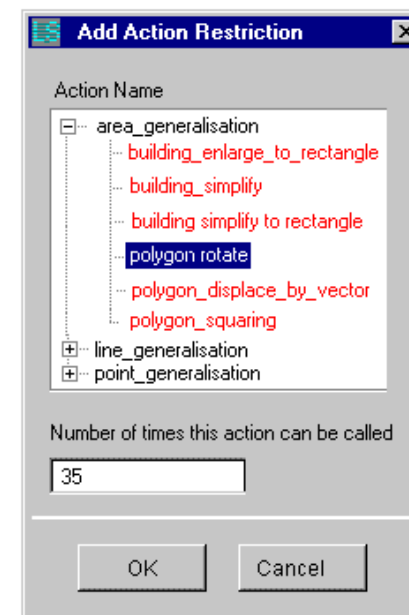 LS Add Action Restriction
Action Name
area_generalisation
building_enlarge_to_rectangle
building_simplify
building simplify to rectangle
polygon rotate
polygon_displace_by_vector
polygon_squaring
line_generalisation
point_generalisation
Number of times this action can be called
35
OK Cancel